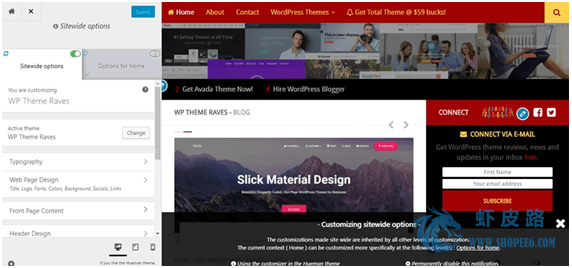 Saved
Sitewide options
Sitewide options
Options for home
You are customizing
WP Theme Raves
Active theme
WP Theme Raves
Change
Typography
Web Page Design
Title, Logo, Fonts, Colors, Background, Socials, Links
Front Page Content
Header Design
If you like the Hueman theme,
Home
About
Contact
Videos
WordPress Themes
Get Total Theme @ $59 bucks!
Get Avada Theme Now!
Hire WordPress Blogger
WP THEME RAVES - BLOG
Slick Material Design
CONNECT
CONNECT VIA E-MAIL
Get WordPress theme reviews, news
and updates in your inbox free.
First Name
Your email address
SUBSCRIBE
- Customizing sitewide options -
The customizations made site wide are inherited by all other levels of customization.
The current context ( Home ) can be customized more specifically at the following level(s) : Options for home.
Using the customizer in the Hueman theme
Permanently disable this notification.
虾皮路
WWW.SHOPEE6.COM